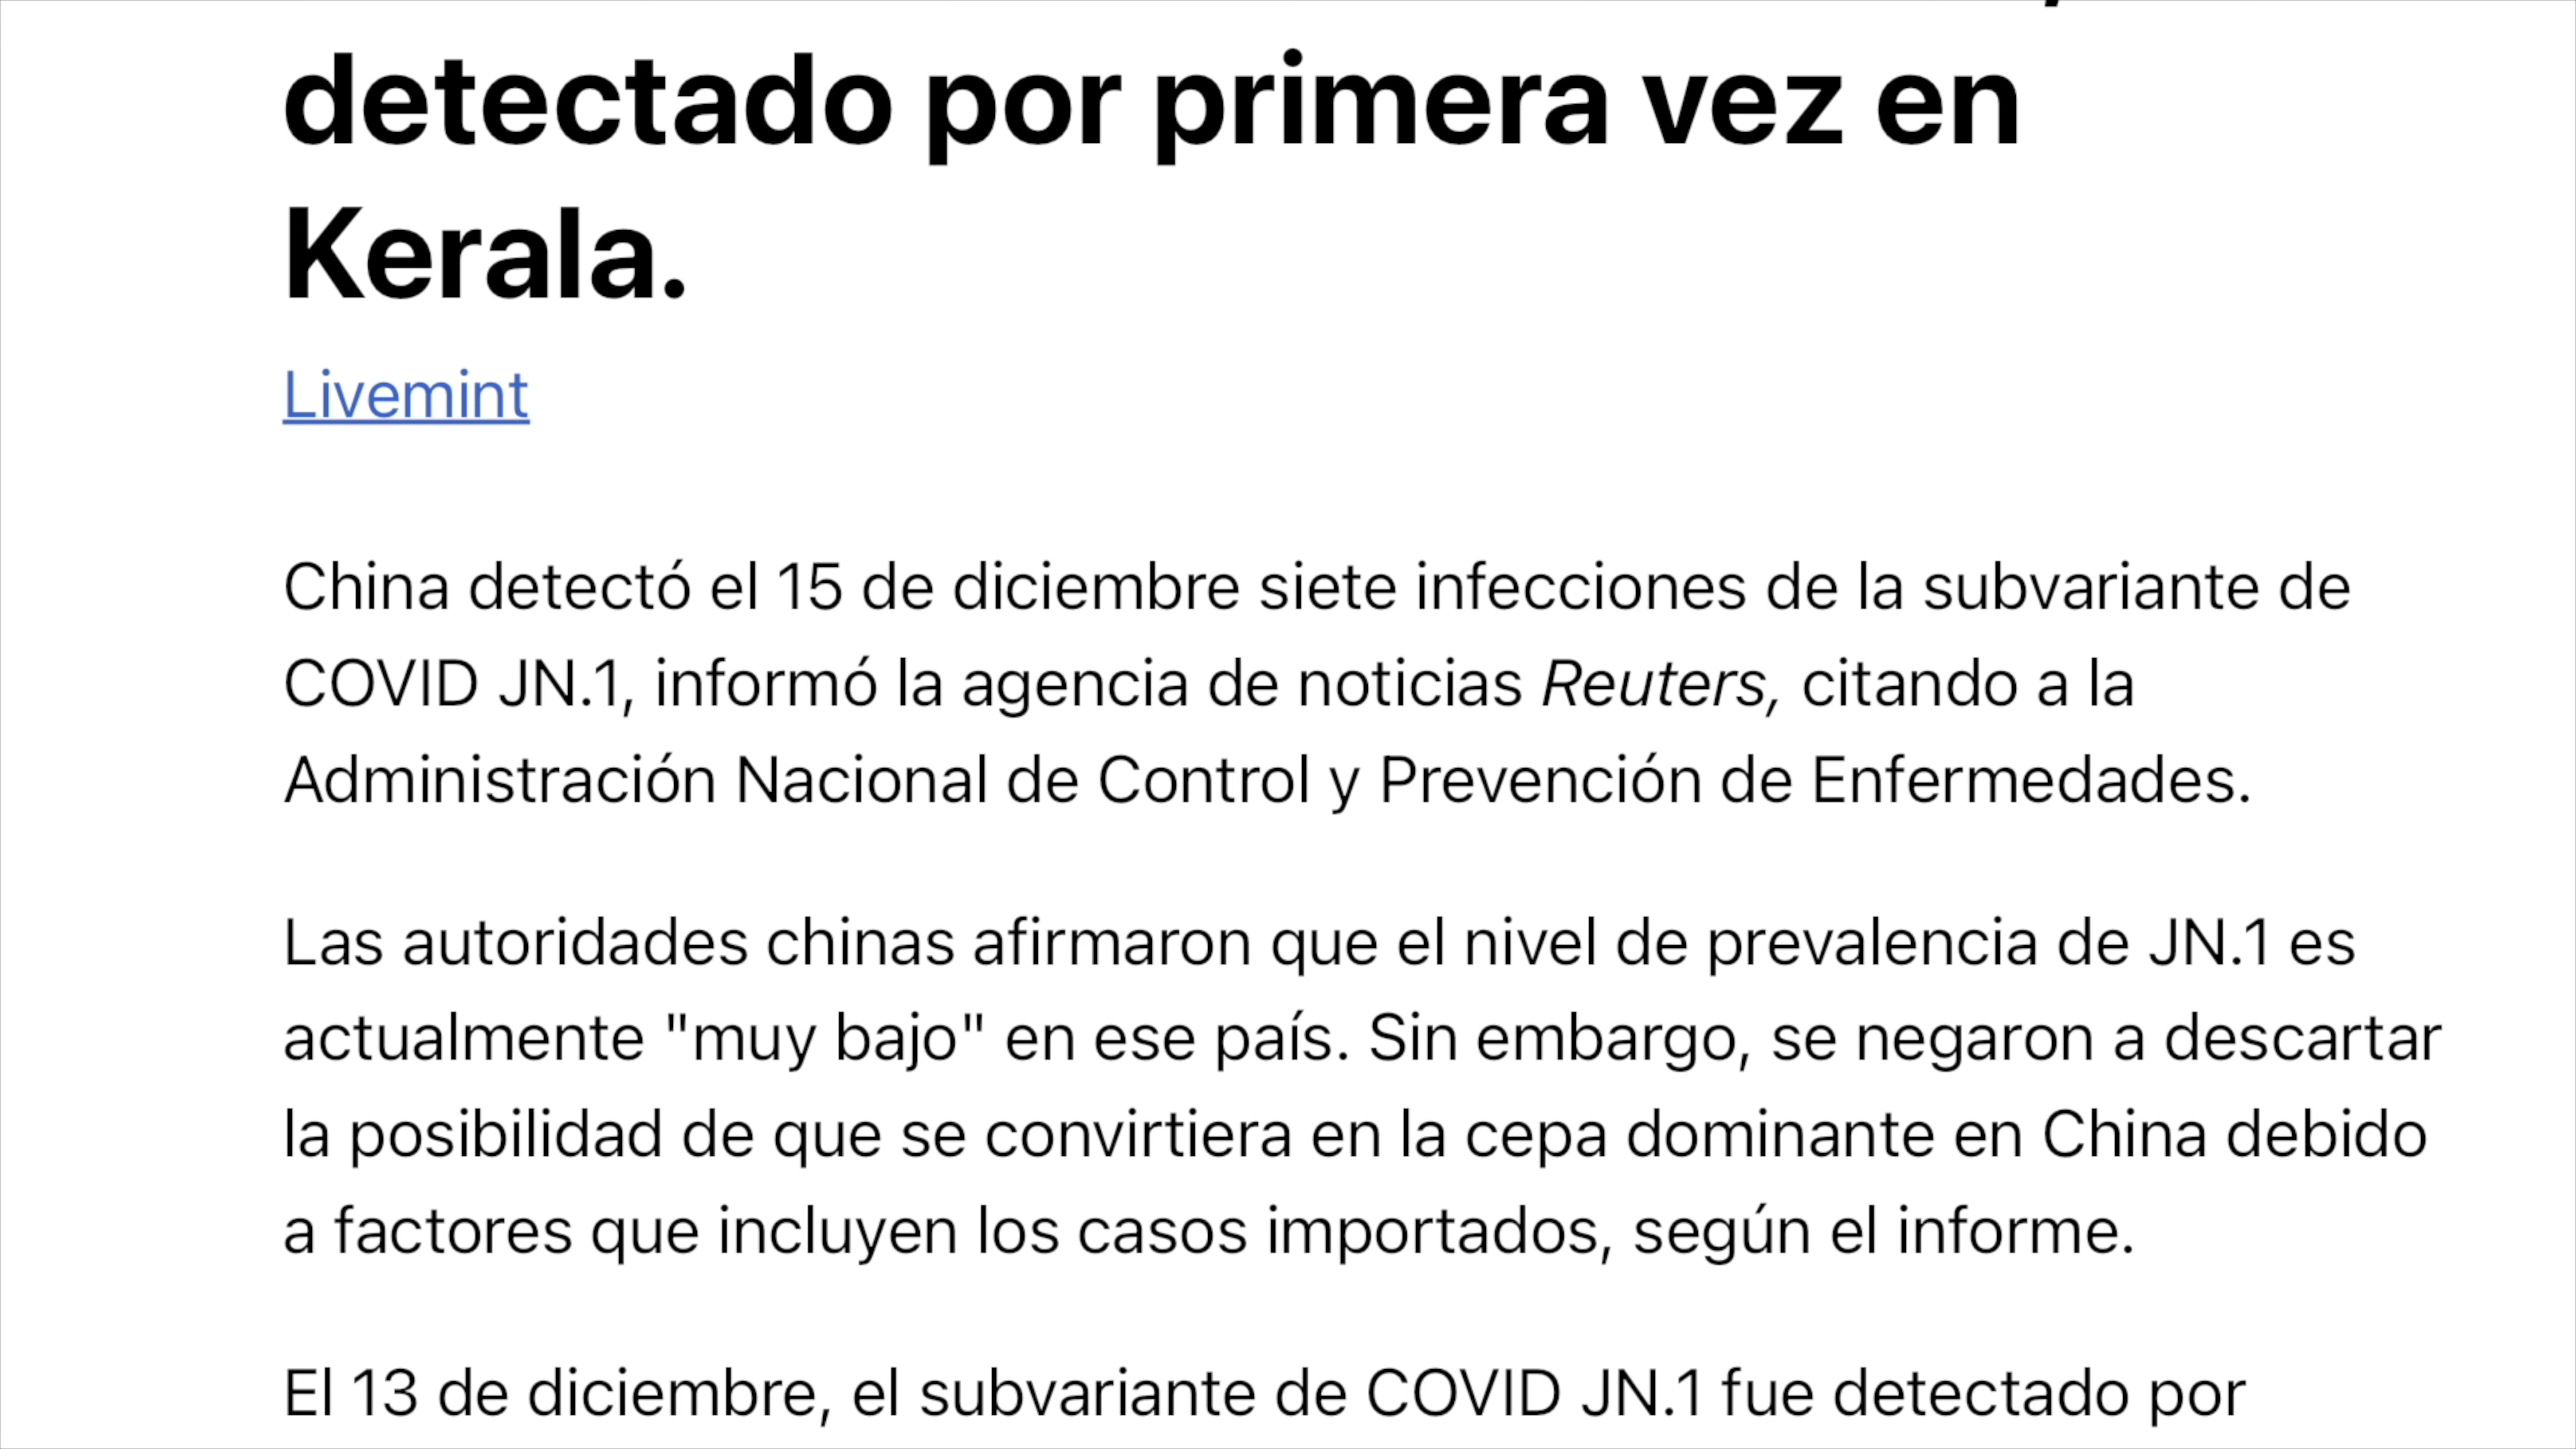 detectado por primera vez en
Kerala.
Livemint
China detectó el 15 de diciembre siete infecciones de la subvariante de
COVID JN.1, informó la agencia de noticias Reuters, citando a la
Administración Nacional de Control y Prevención de Enfermedades.
Las autoridades chinas afirmaron que el nivel de prevalencia de JN.1 es
actualmente "muy bajo" en ese país. Sin embargo, se negaron a descartar
la posibilidad de que se convirtiera en la cepa dominante en China debido
a factores que incluyen los casos importados, según el informe.
El 13 de diciembre, el subvariante de COVID JN.1 fue detectado por